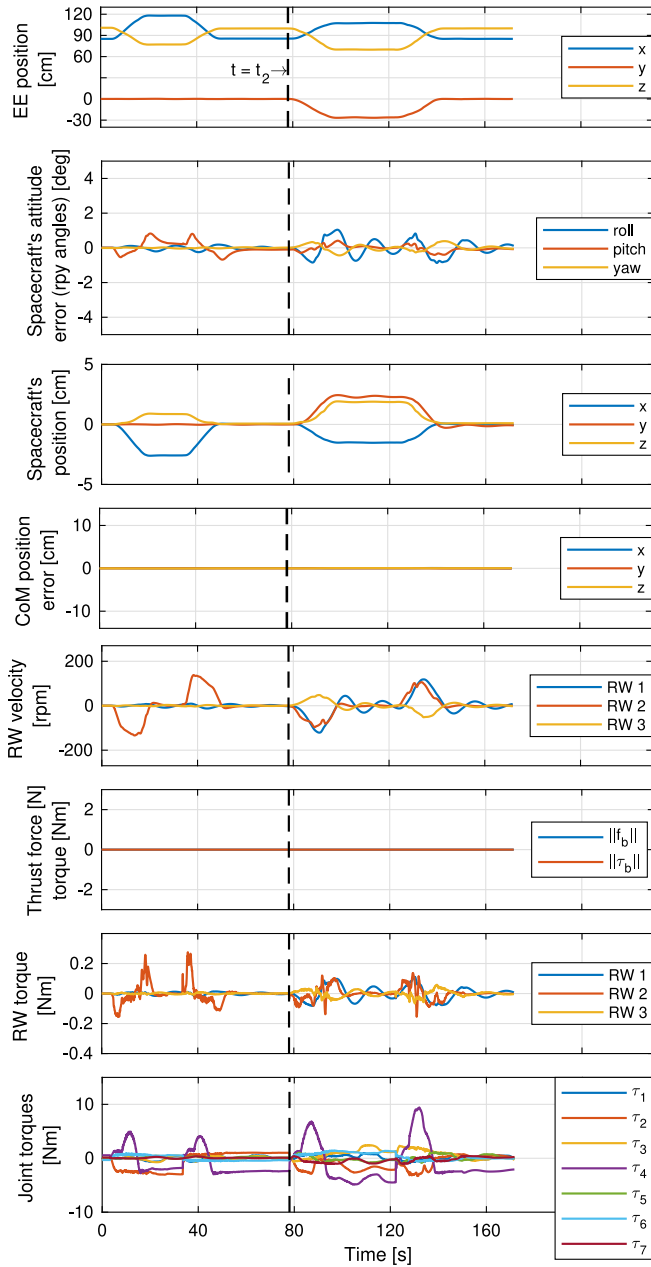 120
90
60
0
-30
EE position
[cm]
t = t2→
x
y
z
4
2
0
-2
-4
Spacecraft's attitude
error (rpy angles) [deg]
roll
pitch
yaw
5
0
-5
Spacecraft's
position [cm]
x
y
z
10
0
-10
CoM position
error [cm]
x
y
z
200
0
-200
RW velocity
[rpm]
RW 1
RW 2
RW 3
2
0
-2
Thrust force [N]
torque [Nm]
||f_b||
||τ_b||
0.2
0
-0.2
-0.4
RW torque
[Nm]
RW 1
RW 2
RW 3
10
0
-10
Joint torques
[Nm]
τ1
τ2
τ3
τ4
τ5
τ6
τ7
0 40 80 120 160
Time [s]